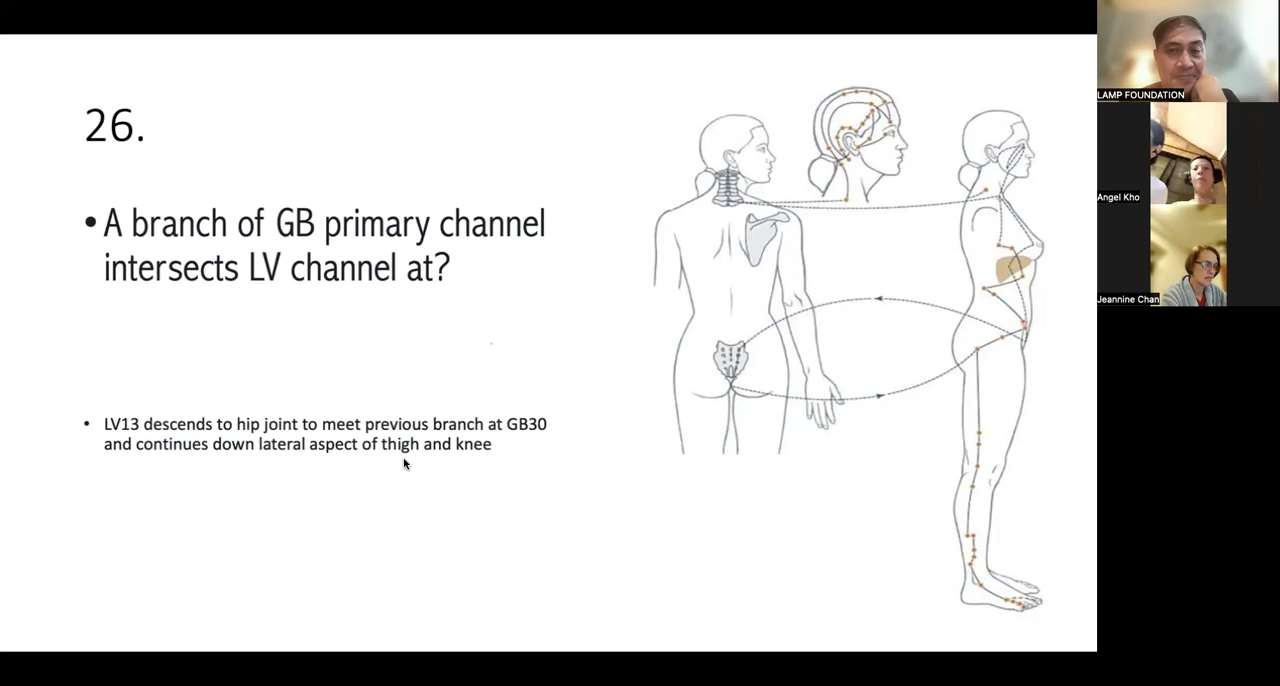 26.
• A branch of GB primary channel
intersects LV channel at?
• LV13 descends to hip joint to meet previous branch at GB30
and continues down lateral aspect of thigh and knee
LAMP FOUNDATION
Angel Kho
Jeannine Chan